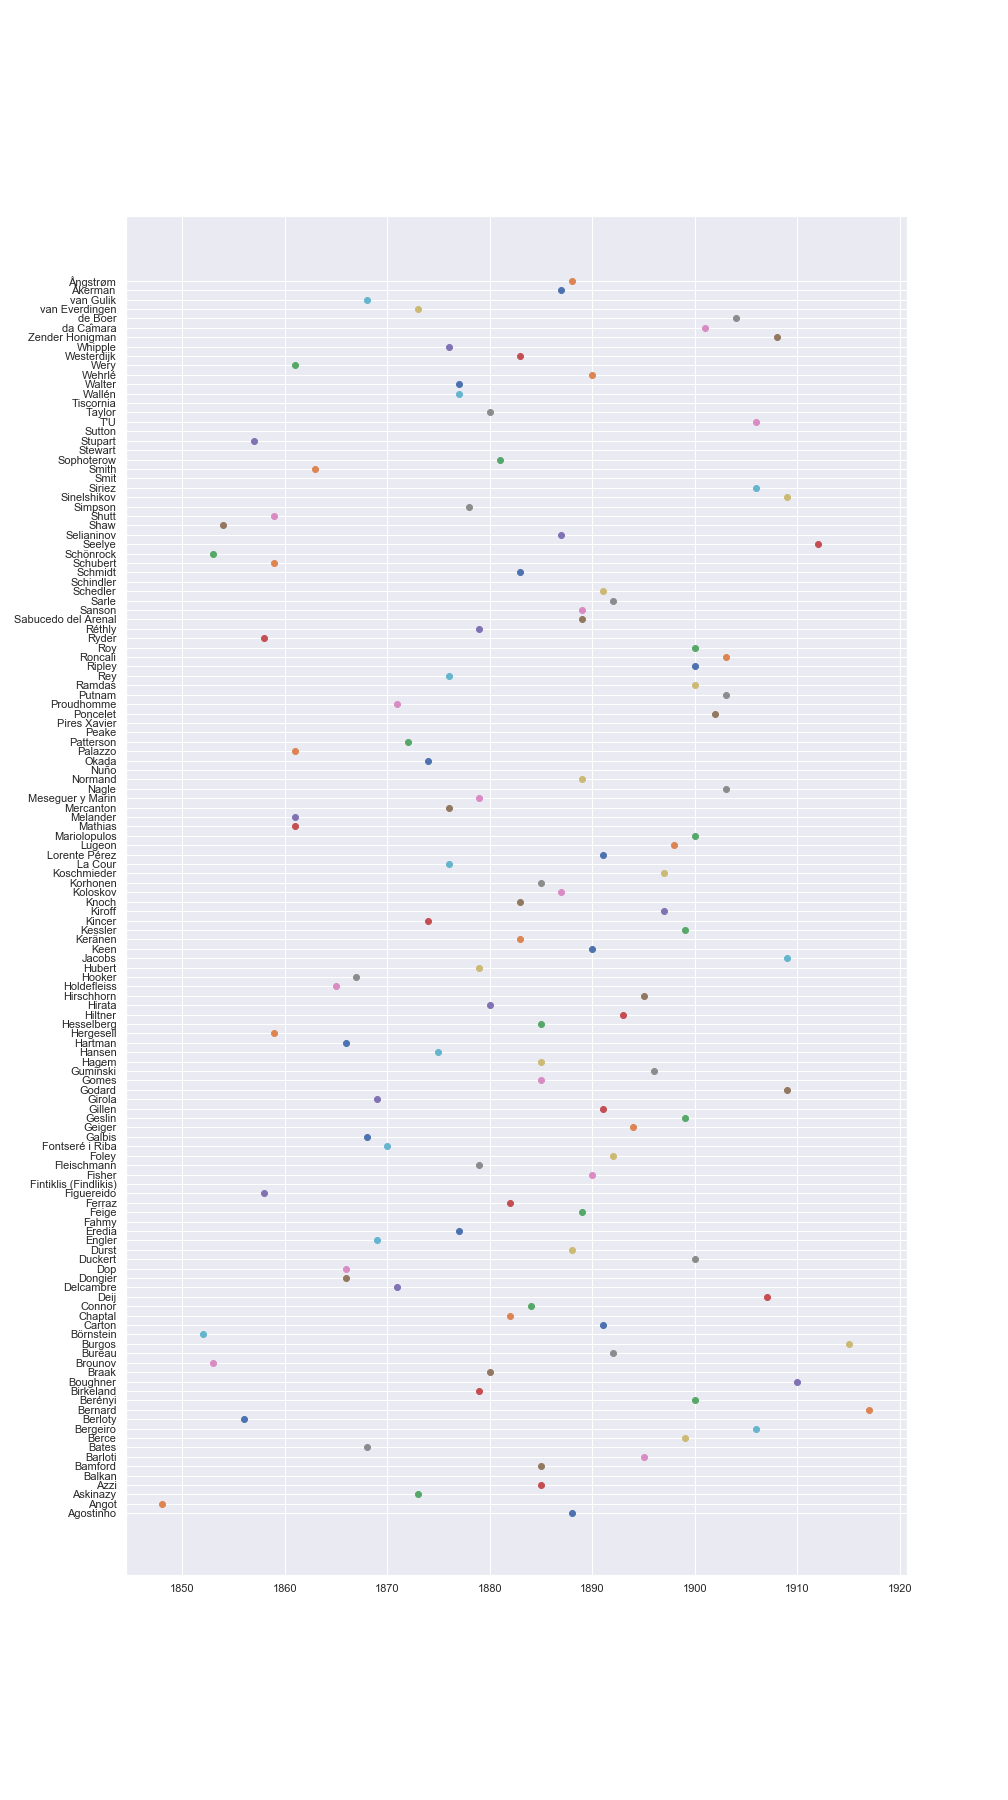 Ångstrøm
Åkerman
van Gulik
van Everdingen
de Boer
da Cãmara
Zender Honigman
Whipple
Westerdijk
Wery
Wehrlé
Walter
Wallén
Tiscornia
Taylor
T'U
Sutton
Stupart
Stewart
Sophoterow
Smith
Smit
Siriez
Sinelshikov
Simpson
Shutt
Shaw
Selianinov
Seelye
Schönrock
Schubert
Schmidt
Schindler
Schedler
Sarle
Sanson
Sabucedo del Arenal
Réthly
Ryder
Roy
Roncali
Ripley
Rey
Ramdas
Putnam
Proudhomme
Poncelet
Pires Xavier
Peake
Patterson
Palazzo
Okada
Nuño
Normand
Nagle
Meseguer y Marin
Mercanton
Melander
Mathias
Mariolopulos
Lugeon
Lorente Pérez
La Cour
Koschmieder
Korhonen
Koloskov
Knoch
Kiroff
Kincer
Kessler
Keränen
Keen
Jacobs
Hubert
Hooker
Holdefleiss
Hirschhorn
Hirata
Hiltner
Hesselberg
Hergesell
Hartman
Hansen
Hagem
Gumiński
Gomes
Godard
Girola
Gillen
Geslin
Geiger
Galbis
Fontseré i Riba
Foley
Fleischmann
Fisher
Fintiklis (Findlikis)
Figuereido
Ferraz
Feige
Fahmy
Eredia
Engler
Durst
Duckert
Dop
Dongier
Delcambre
Deij
Connor
Chaptal
Carton
Börnstein
Burgos
Bureau
Brounov
Braak
Boughner
Birkeland
Berényi
Bernard
Berloty
Bergeiro
Berce
Bates
Barloti
Bamford
Balkan
Azzi
Askinazy
Angot
Agostinho
1850 1860 1870 1880 1890 1900 1910 1920